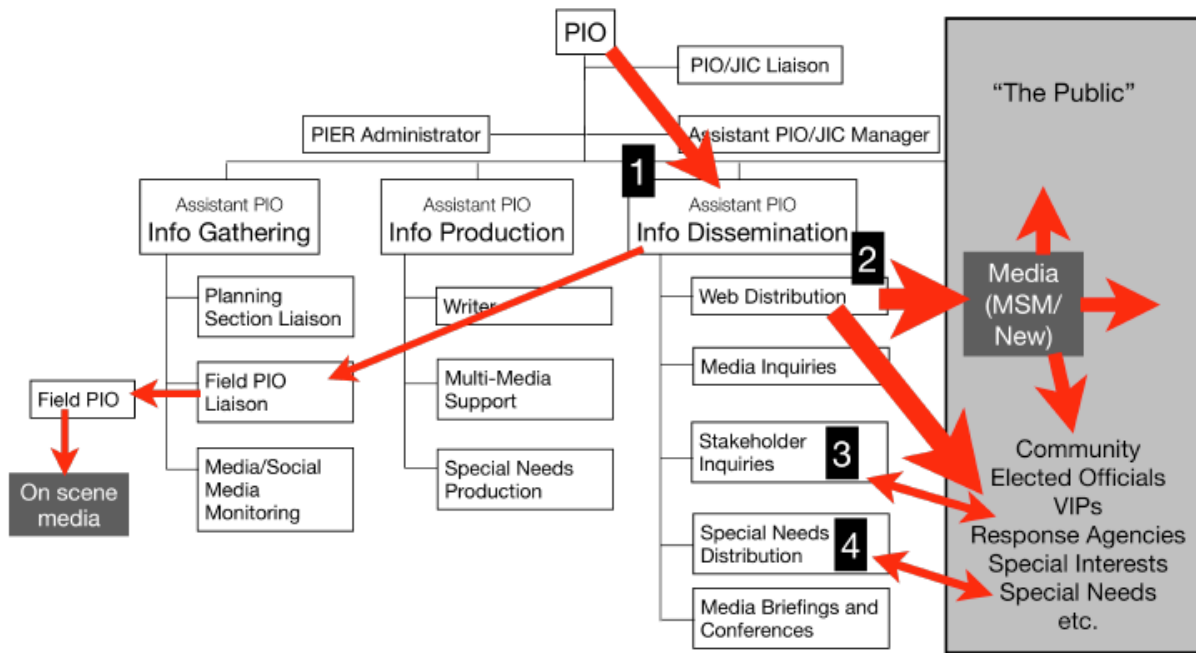 PIO
PIO/JIC Liaison
PIER Administrator
Assistant PIO/JIC Manager
"The Public"
1
Assistant PIO
Info Gathering
Assistant PIO
Info Production
Assistant PIO
Info Dissemination
2
Planning
Section Liaison
Writer
Web Distribution
Media
(MSM/
New)
Field PIO
Field PIO
Liaison
Multi-Media
Support
Media Inquiries
On scene
media
Media/Social
Media
Monitoring
Special Needs
Production
Stakeholder
Inquiries
3
Special Needs
Distribution
4
Media Briefings and
Conferences
Community
Elected Officials
VIPs
Response Agencies
Special Interests
Special Needs
etc.